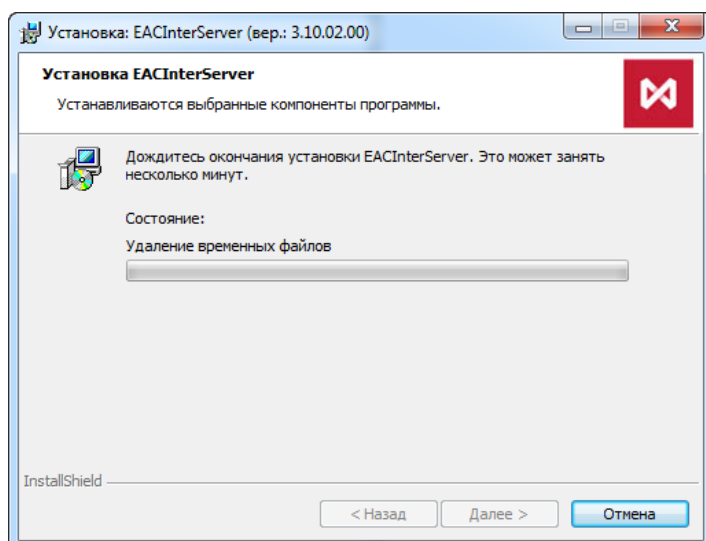 Установка: EACInterServer (вер.: 3.10.02.00)
Установка EACInterServer
Устанавливаются выбранные компоненты программы.
Дождитесь окончания установки EACInterServer. Это может занять
несколько минут.
Состояние:
Удаление временных файлов
InstallShield
< Назад Далее > Отмена